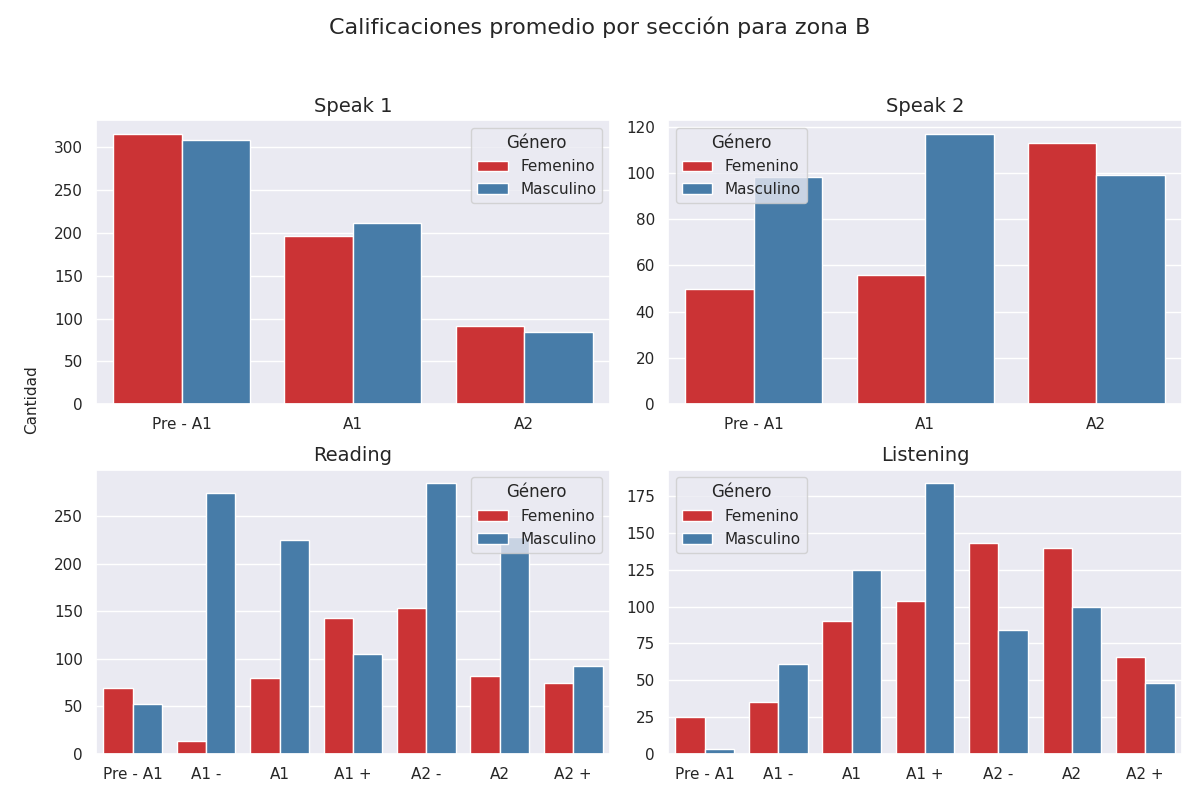 Calificaciones promedio por sección para zona B
Cantidad
Speak 1
300
250
200
150
100
50
0
Género
Femenino
Masculino
Pre - A1 A1 A2
Speak 2
120
100
80
60
40
20
0
Género
Femenino
Masculino
Pre - A1 A1 A2
Reading
250
200
150
100
50
0
Género
Femenino
Masculino
Pre - A1 A1 - A1 A1 + A2 - A2 A2 +
Listening
175
150
125
100
75
50
25
0
Género
Femenino
Masculino
Pre - A1 A1 - A1 A1 + A2 - A2 A2 +